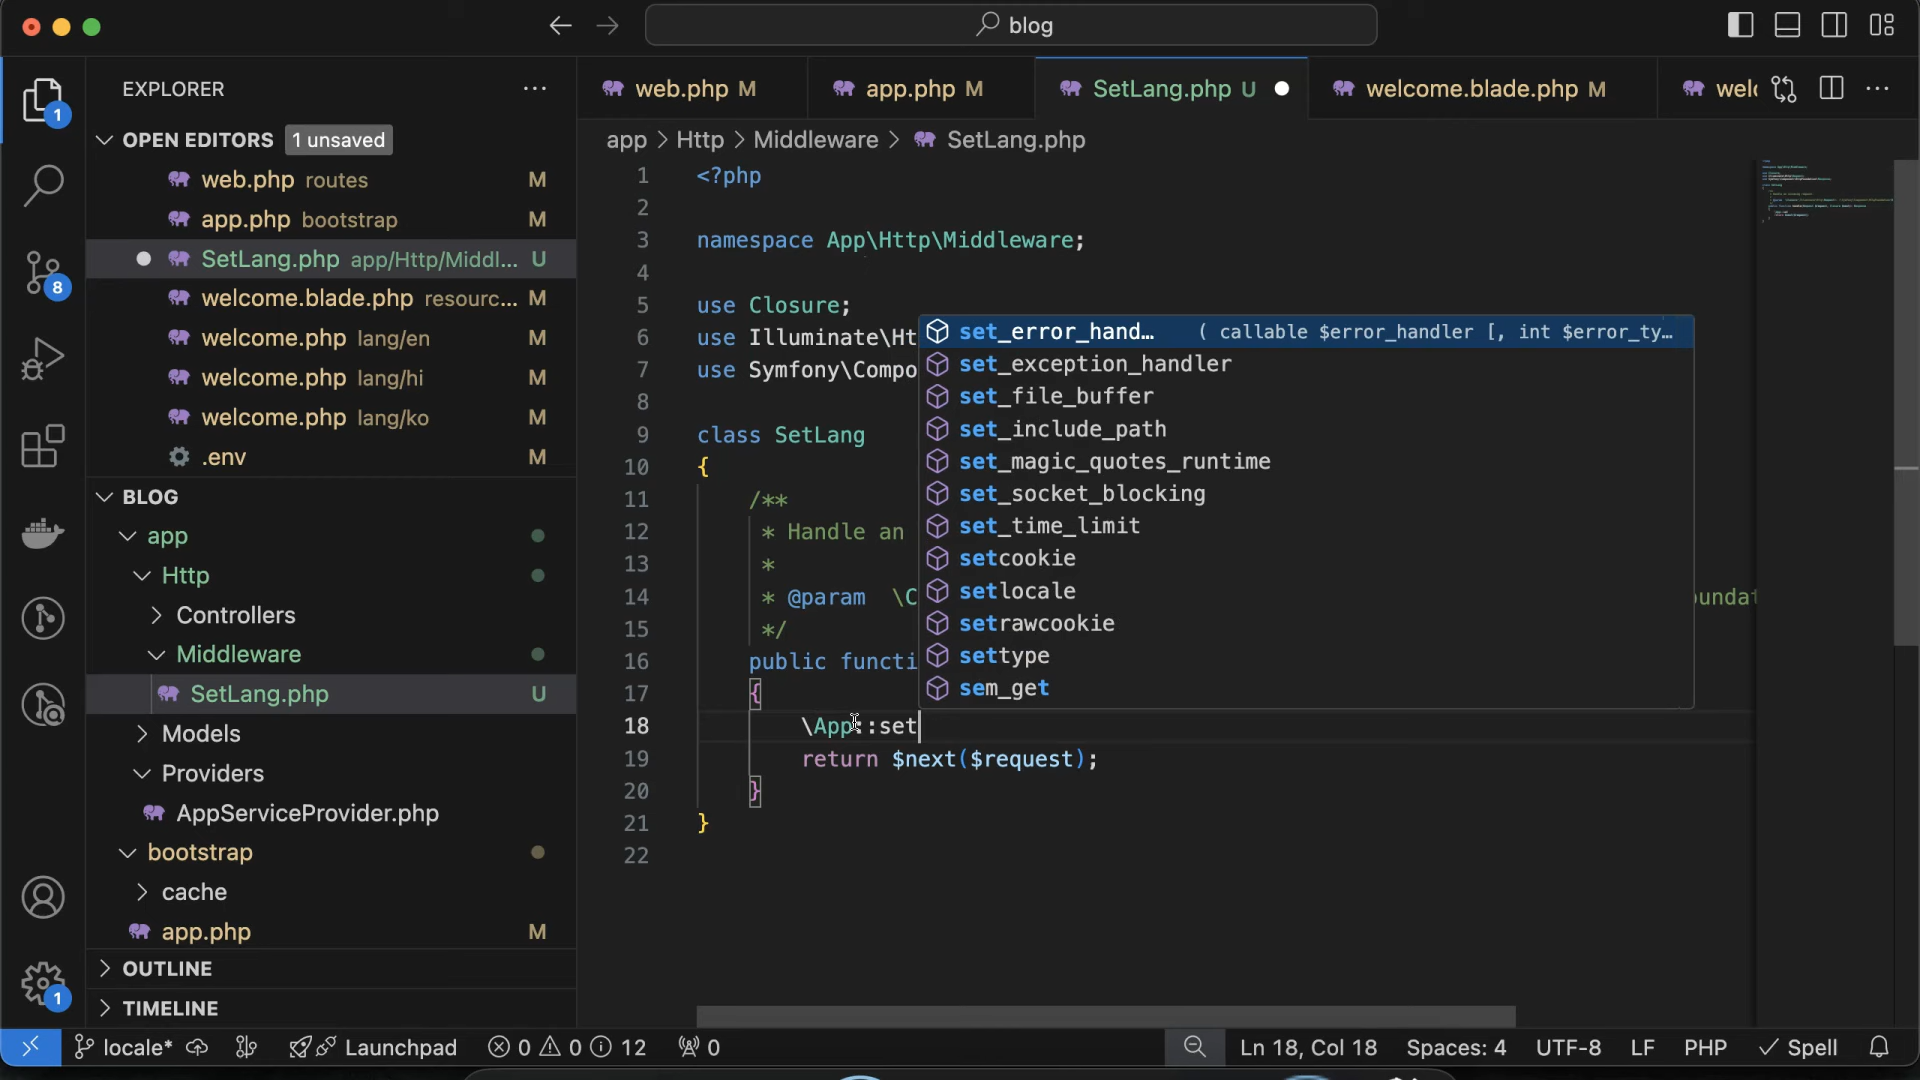 blog
EXPLORER
OPEN EDITORS 1 unsaved
web.php routes M
app.php bootstrap M
SetLang.php app/Http/Middl... U
welcome.blade.php resourc... M
welcome.php lang/en M
welcome.php lang/hi M
welcome.php lang/ko M
.env M
BLOG
app
Http
Controllers
Middleware
SetLang.php U
Models
Providers
AppServiceProvider.php
bootstrap
cache
app.php M
OUTLINE
TIMELINE
1
8
1
web.php M app.php M SetLang.php U welcome.blade.php M welc
app > Http > Middleware > SetLang.php
1 <?php
2
3 namespace App\Http\Middleware;
4
5 use Closure;
6 use Illuminate\Ht
7 use Symfony\Compo
8
9 class SetLang
10 {
11 /**
12 * Handle an
13 *
14 * @param \C oundat
15 */
16 public functi
17 {
18 \App::set
19 return $next($request);
20 }
21 }
22
set_error_hand… ( callable $error_handler [, int $error_ty…
set_exception_handler
set_file_buffer
set_include_path
set_magic_quotes_runtime
set_socket_blocking
set_time_limit
setcookie
setlocale
setrawcookie
settype
sem_get
locale* Launchpad 0 0 12 0 Ln 18, Col 18 Spaces: 4 UTF-8 LF PHP Spell